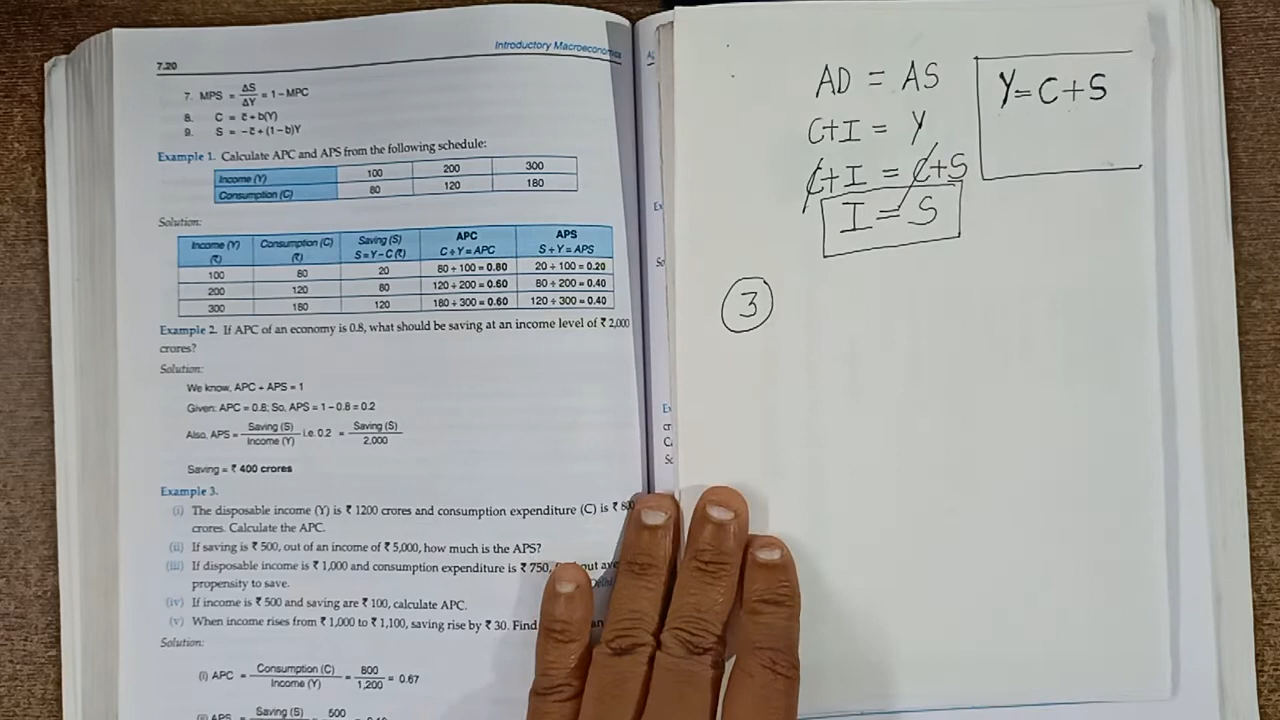 7.20
Introductory Macroeconomics
7. MPS = ΔS/ΔY = 1 – MPC
8. C = c̄ + b(Y)
9. S = –c̄ + (1–b)Y
Example 1. Calculate APC and APS from the following schedule:
Income (Y) 100 200 300
Consumption (C) 80 120 180
Solution:
Income (Y) (₹) Consumption (C) (₹) Saving (S) S = Y – C (₹) APC C ÷ Y = APC APS S ÷ Y = APS
100 80 20 80 ÷ 100 = 0.80 20 ÷ 100 = 0.20
200 120 80 120 ÷ 200 = 0.60 80 ÷ 200 = 0.40
300 180 120 180 ÷ 300 = 0.60 120 ÷ 300 = 0.40
Example 2. If APC of an economy is 0.8, what should be saving at an income level of ₹ 2,000
crores?
Solution:
We know, APC + APS = 1
Given: APC = 0.8; So, APS = 1 – 0.8 = 0.2
Also, APS = Saving (S)/Income (Y) i.e. 0.2 = Saving (S)/2,000
Saving = ₹ 400 crores
Example 3.
(i) The disposable income (Y) is ₹ 1200 crores and consumption expenditure (C) is ₹ 800
crores. Calculate the APC.
(ii) If saving is ₹ 500, out of an income of ₹ 5,000, how much is the APS?
(iii) If disposable income is ₹ 1,000 and consumption expenditure is ₹ 750, out
propensity to save.
(iv) If income is ₹ 500 and saving are ₹ 100, calculate APC.
(v) When income rises from ₹ 1,000 to ₹ 1,100, saving rise by ₹ 30. Find
Solution:
(i) APC = Consumption (C)/Income (Y) = 800/1,200 = 0.67
(ii) APS Saving (S) 500
AD = AS
C+I = Y
C+I = C+S
I = S
Y = C+S
3